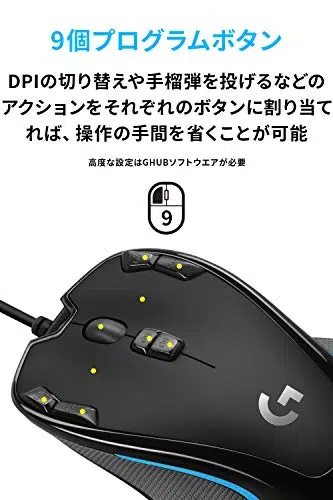 9個プログラムボタン
DPIの切り替えや手榴弾を投げるなどの
アクションをそれぞれのボタンに割り当て
れば、操作の手間を省くことが可能
高度な設定はGHUBソフトウエアが必要
9
G